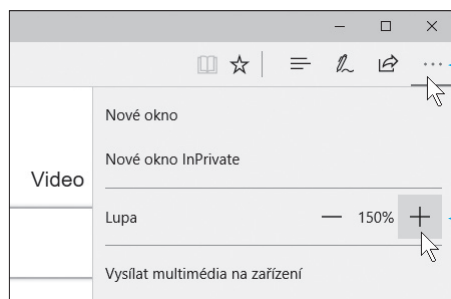 Nové okno
Nové okno InPrivate
Video
Lupa 150%
Vysílat multimédia na zařízení